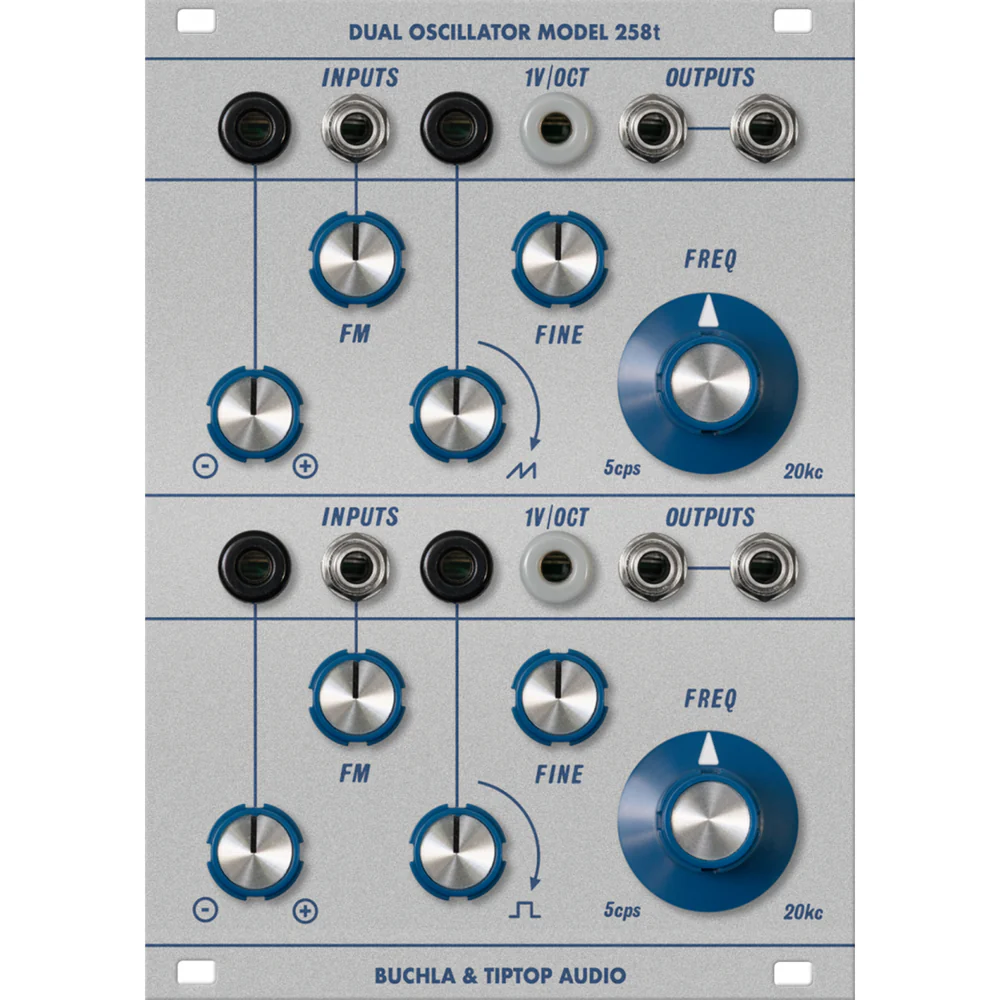 DUAL OSCILLATOR MODEL 258t
INPUTS 1V/OCT OUTPUTS
FREQ
FM FINE
- +
5cps 20kc
INPUTS 1V/OCT OUTPUTS
FREQ
FM FINE
- +
5cps 20kc
BUCHLA & TIPTOP AUDIO